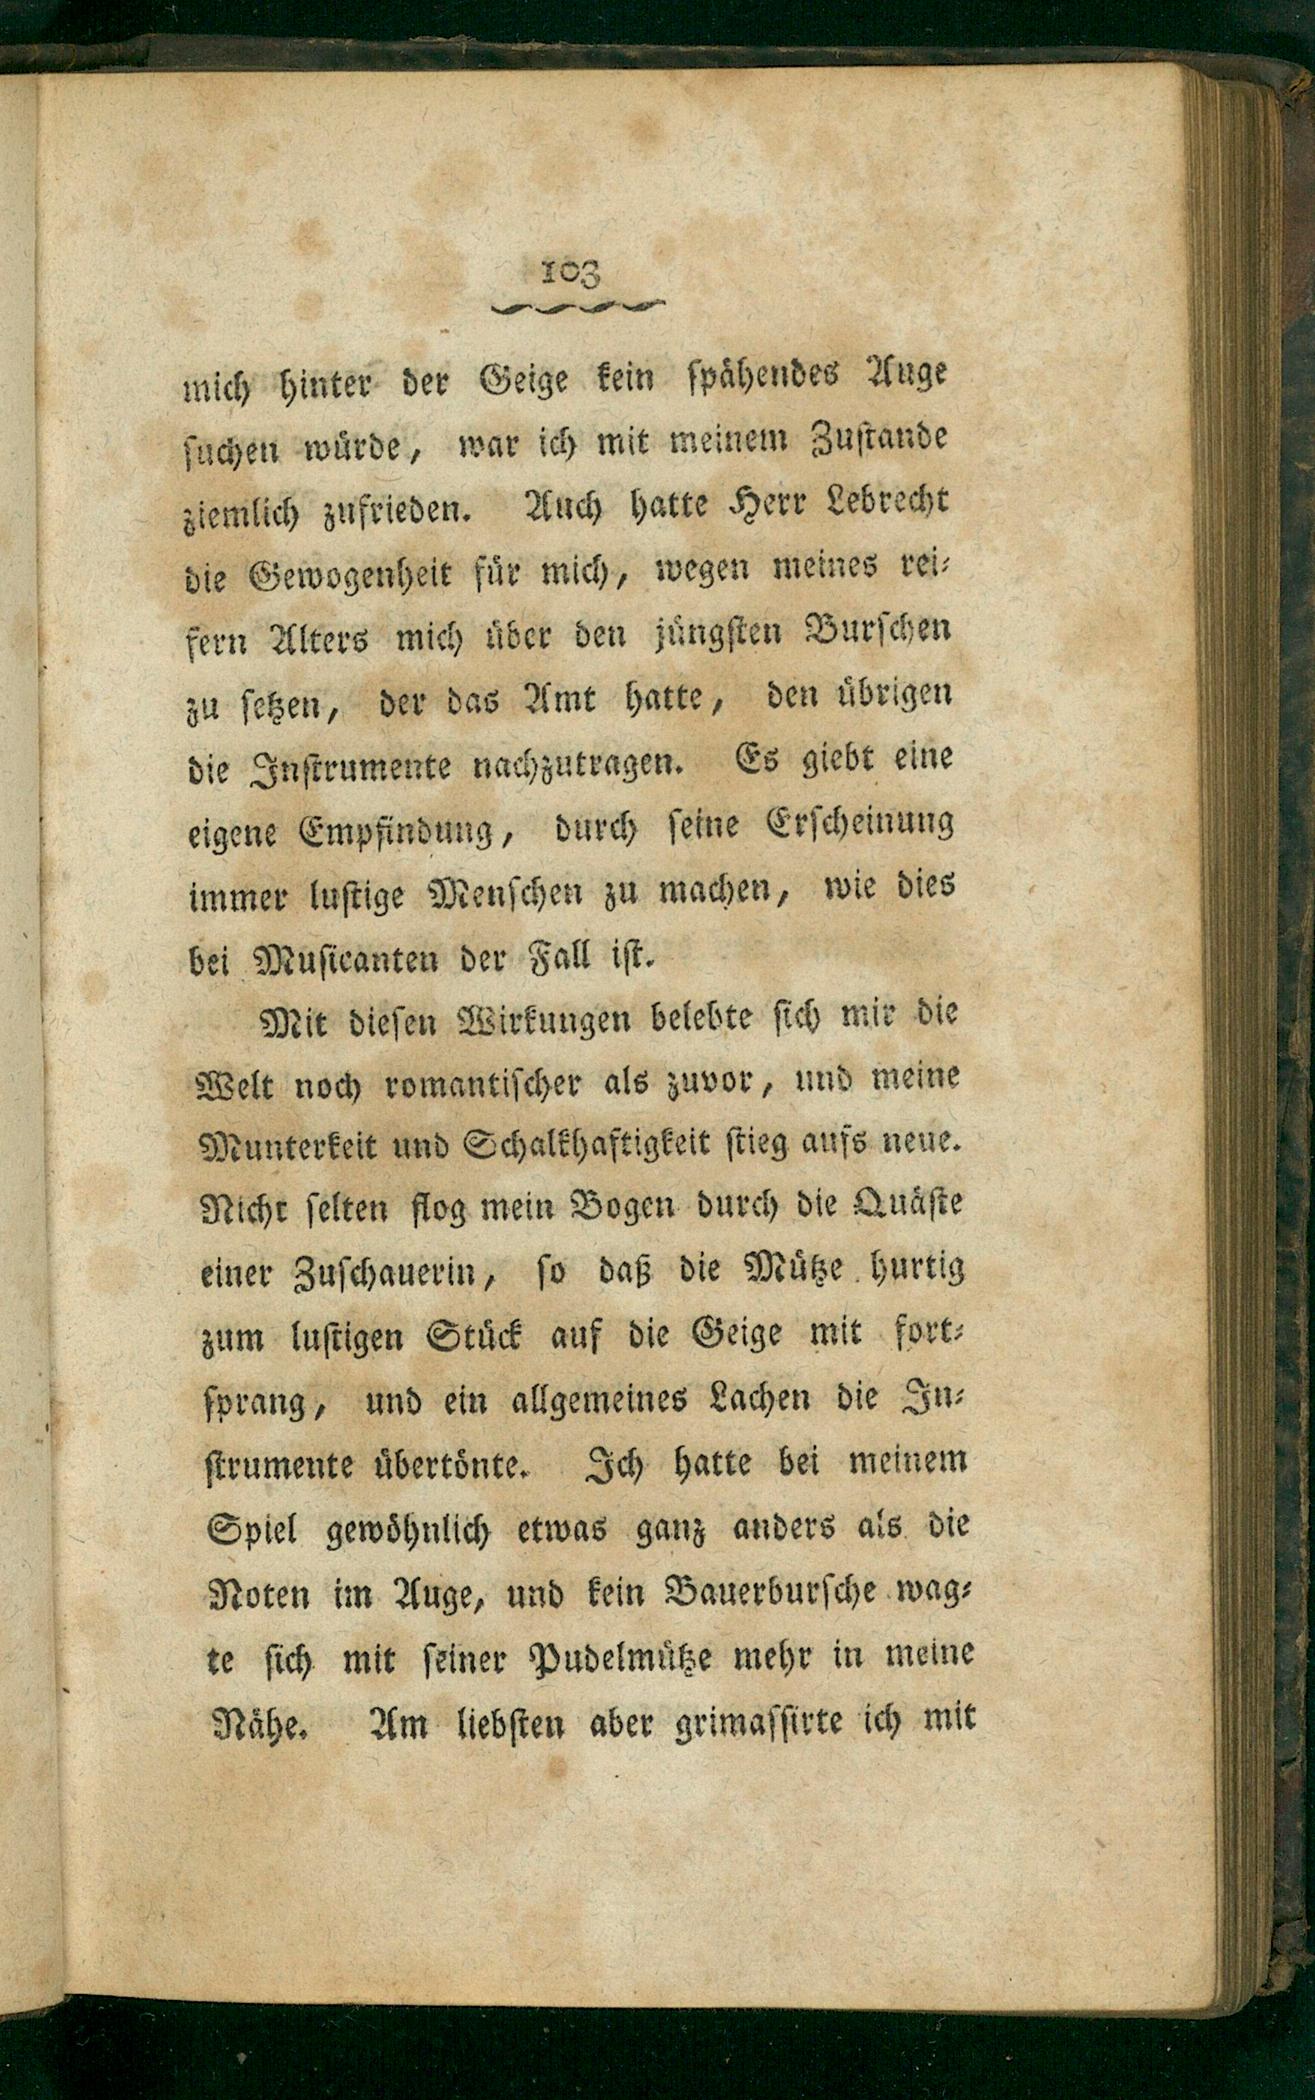 103
mich hinter der Geige kein spähendes Auge
suchen würde, war ich mit meinem Zustande
ziemlich zufrieden. Auch hatte Herr Lebrecht
die Gewogenheit für mich, wegen meines rei-
fern Alters mich über den jüngsten Burschen
zu setzen, der das Amt hatte, den übrigen
die Instrumente nachzutragen. Es giebt eine
eigene Empfindung, durch seine Erscheinung
immer lustige Menschen zu machen, wie dies
bei Musicanten der Fall ist.
Mit diesen Wirkungen belebte sich mir die
Welt noch romantischer als zuvor, und meine
Munterkeit und Schalkhaftigkeit stieg aufs neue.
Nicht selten flog mein Bogen durch die Quäste
einer Zuschauerin, so daß die Mütze hurtig
zum lustigen Stück auf die Geige mit fort-
sprang, und ein allgemeines Lachen die In-
strumente übertönte. Ich hatte bei meinem
Spiel gewöhnlich etwas ganz anders als die
Noten im Auge, und kein Bauerbursche wag-
te sich mit seiner Pudelmütze mehr in meine
Nähe. Am liebsten aber grimassirte ich mit